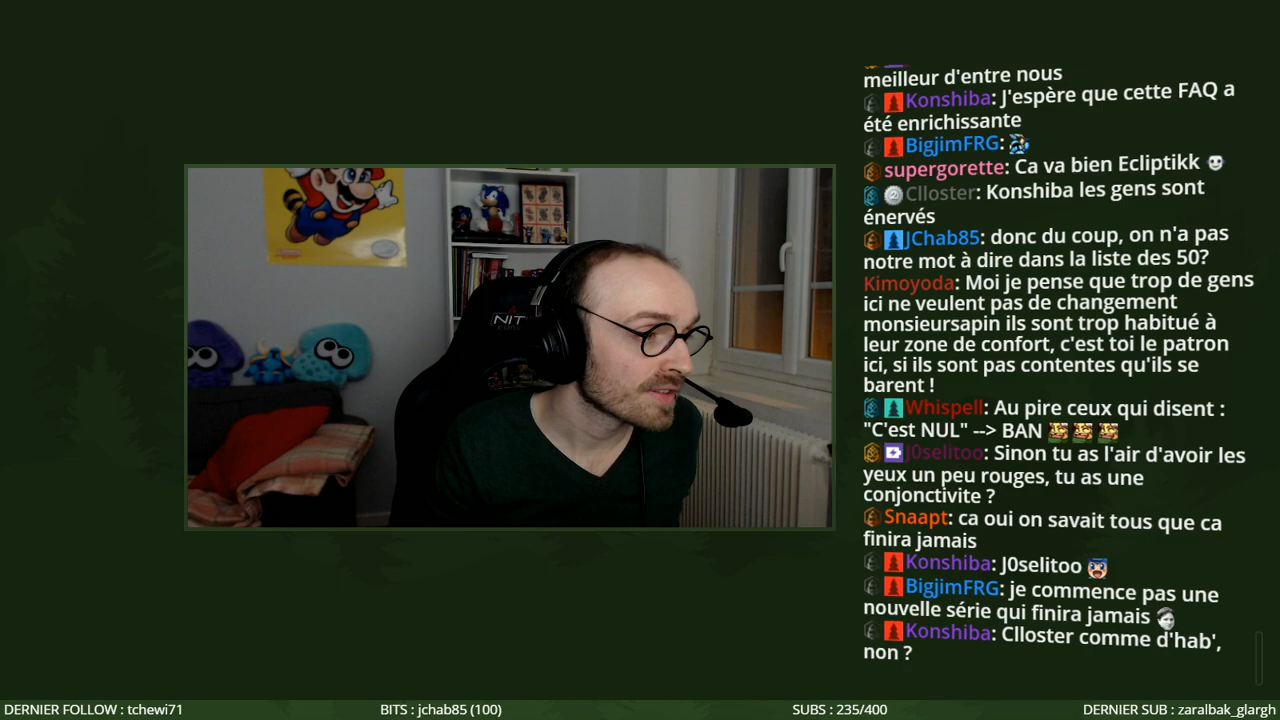 meilleur d'entre nous
Konshiba: J'espère que cette FAQ a
été enrichissante
BigjimFRG:
supergorette: Ca va bien Ecliptikk
Clloster: Konshiba les gens sont
énervés
JChab85: donc du coup, on n'a pas
notre mot à dire dans la liste des 50?
Kimoyoda: Moi je pense que trop de gens
ici ne veulent pas de changement
monsieursapin ils sont trop habitué à
leur zone de confort, c'est toi le patron
ici, si ils sont pas contentes qu'ils se
barent !
Whispell: Au pire ceux qui disent :
"C'est NUL" --> BAN
J0selitoo: Sinon tu as l'air d'avoir les
yeux un peu rouges, tu as une
conjonctivite ?
Snaapt: ca oui on savait tous que ca
finira jamais
Konshiba: J0selitoo
BigjimFRG: je commence pas une
nouvelle série qui finira jamais
Konshiba: Clloster comme d'hab',
non ?
NIT
DERNIER FOLLOW : tchewi71
BITS : jchab85 (100)
SUBS : 235/400
DERNIER SUB : zaralbak_glargh